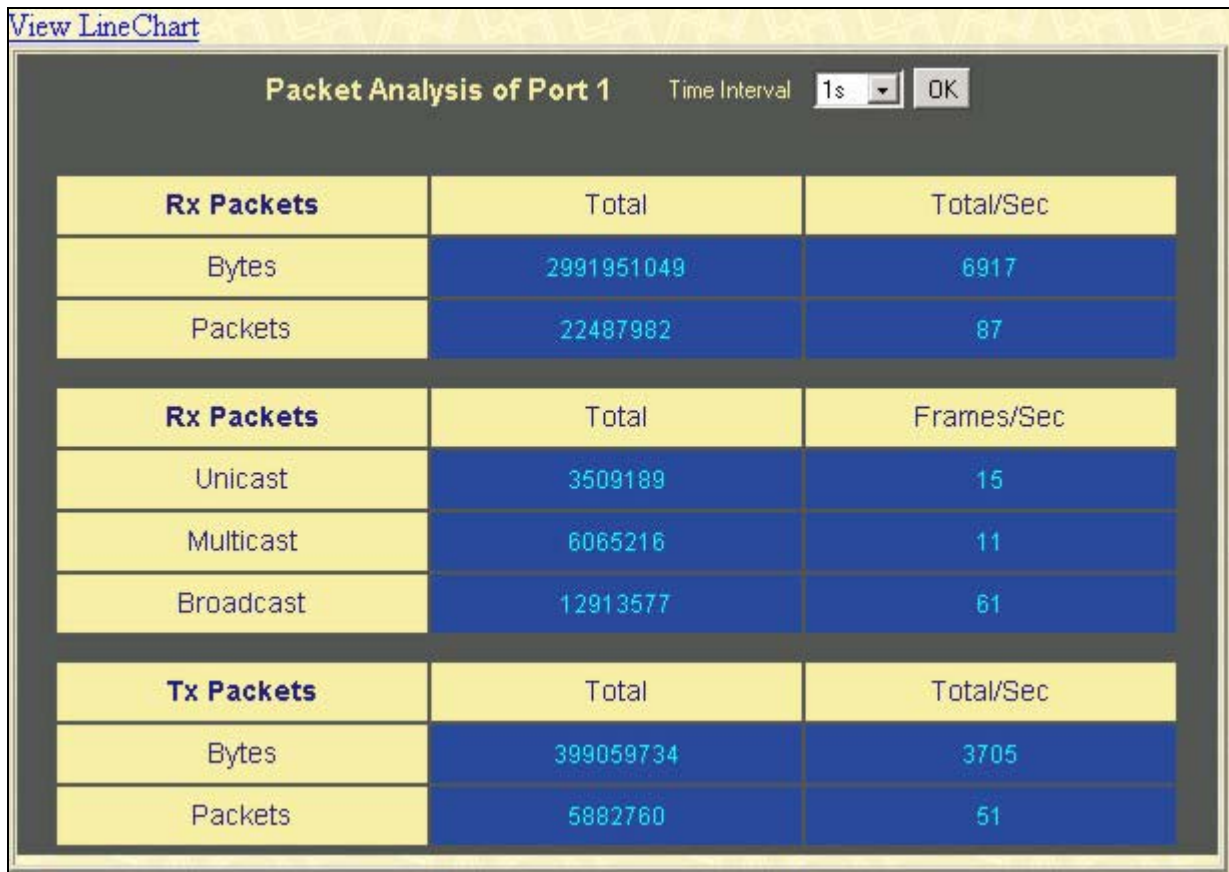 View LineChart
Packet Analysis of Port 1 Time Interval 1s OK
Rx Packets Total Total/Sec
Bytes 2991951049 6917
Packets 22487982 87
Rx Packets Total Frames/Sec
Unicast 3509189 15
Multicast 6065216 11
Broadcast 12913577 61
Tx Packets Total Total/Sec
Bytes 399059734 3705
Packets 5882760 51